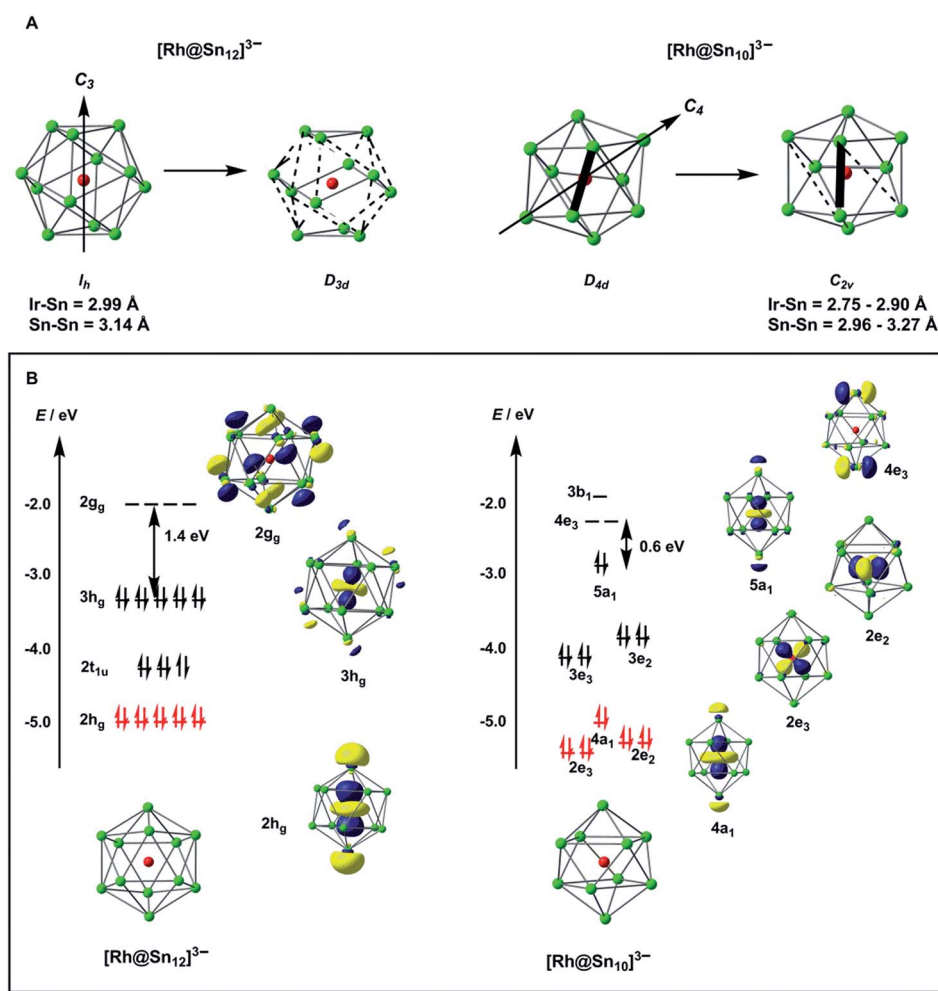 A
[Rh@Sn12]3−
[Rh@Sn10]3−
C3
C4
Ih
D3d
D4d
C2v
Ir-Sn = 2.99 Å
Sn-Sn = 3.14 Å
Ir-Sn = 2.75 - 2.90 Å
Sn-Sn = 2.96 - 3.27 Å
B
E / eV
-2.0
-3.0
-4.0
-5.0
2gg
1.4 eV
2gg
3hg
3hg
2t1u
2hg
2hg
[Rh@Sn12]3−
E / eV
-2.0
-3.0
-4.0
-5.0
3b1
4e3
0.6 eV
5a1
3e3
3e2
4a1
2e3
2e2
4e3
5a1
2e2
2e3
4a1
[Rh@Sn10]3−